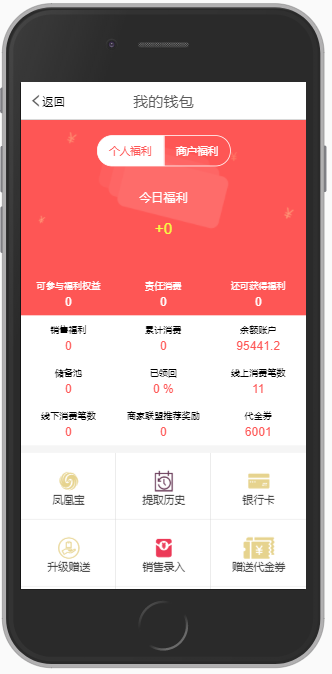 返回 我的钱包
个人福利 商户福利
今日福利
+0
可参与福利权益 责任消费 还可获得福利
0 0 0
销售福利 累计消费 余额账户
0 0 95441.2
储备池 已领回 线上消费笔数
0 0 % 11
线下消费笔数 商家联盟推荐奖励 代金券
0 0 6001
凤凰宝 提取历史 银行卡
升级赠送 销售录入 赠送代金券